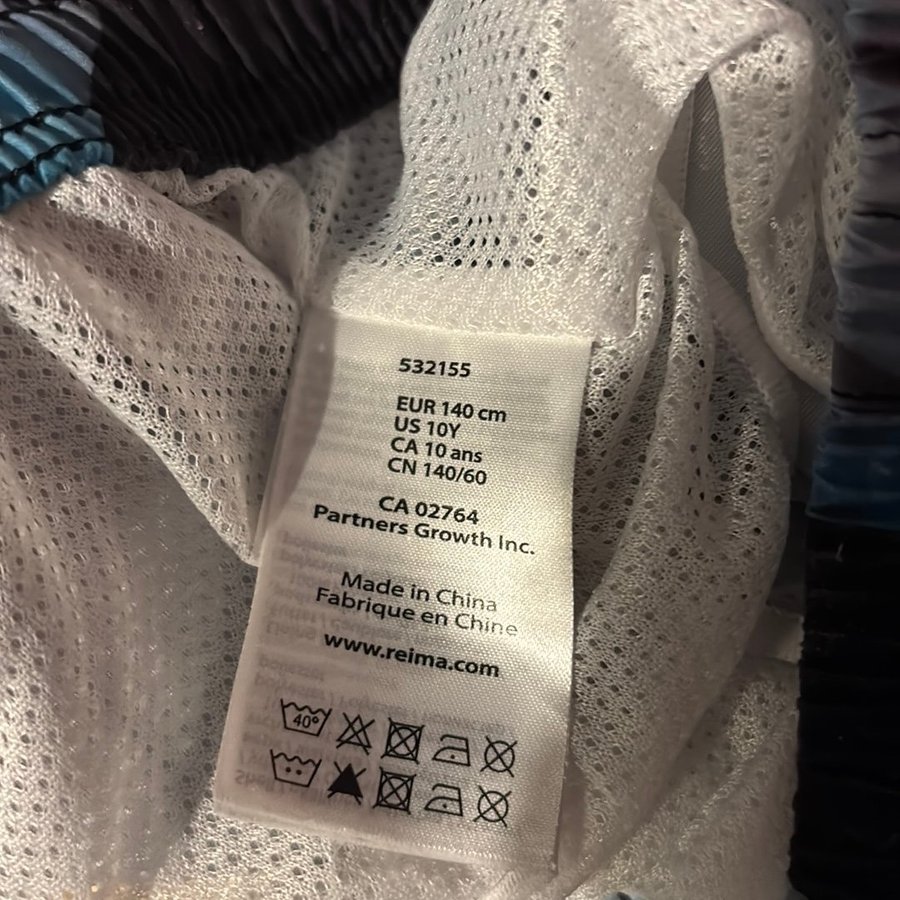 532155
EUR 140 cm
US 10Y
CA 10 ans
CN 140/60
CA 02764
Partners Growth Inc.
Made in China
Fabrique en Chine
www.reima.com
40°